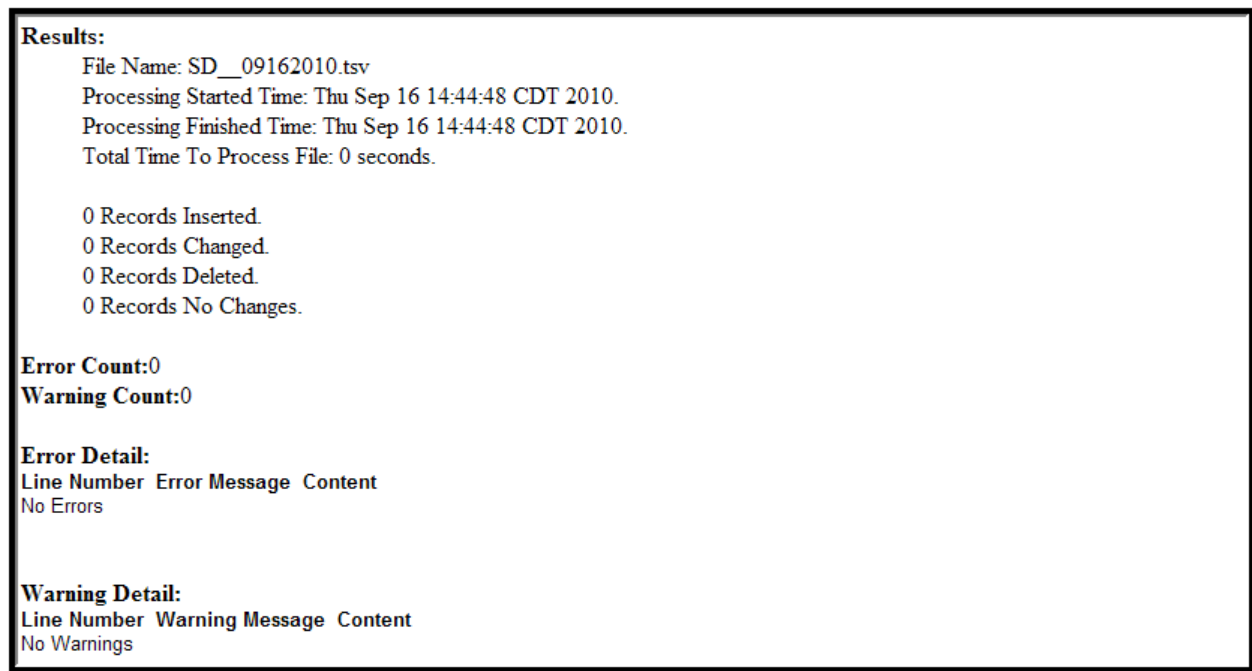 Results:
File Name: SD__09162010.tsv
Processing Started Time: Thu Sep 16 14:44:48 CDT 2010.
Processing Finished Time: Thu Sep 16 14:44:48 CDT 2010.
Total Time To Process File: 0 seconds.
0 Records Inserted.
0 Records Changed.
0 Records Deleted.
0 Records No Changes.
Error Count:0
Warning Count:0
Error Detail:
Line Number Error Message Content
No Errors
Warning Detail:
Line Number Warning Message Content
No Warnings